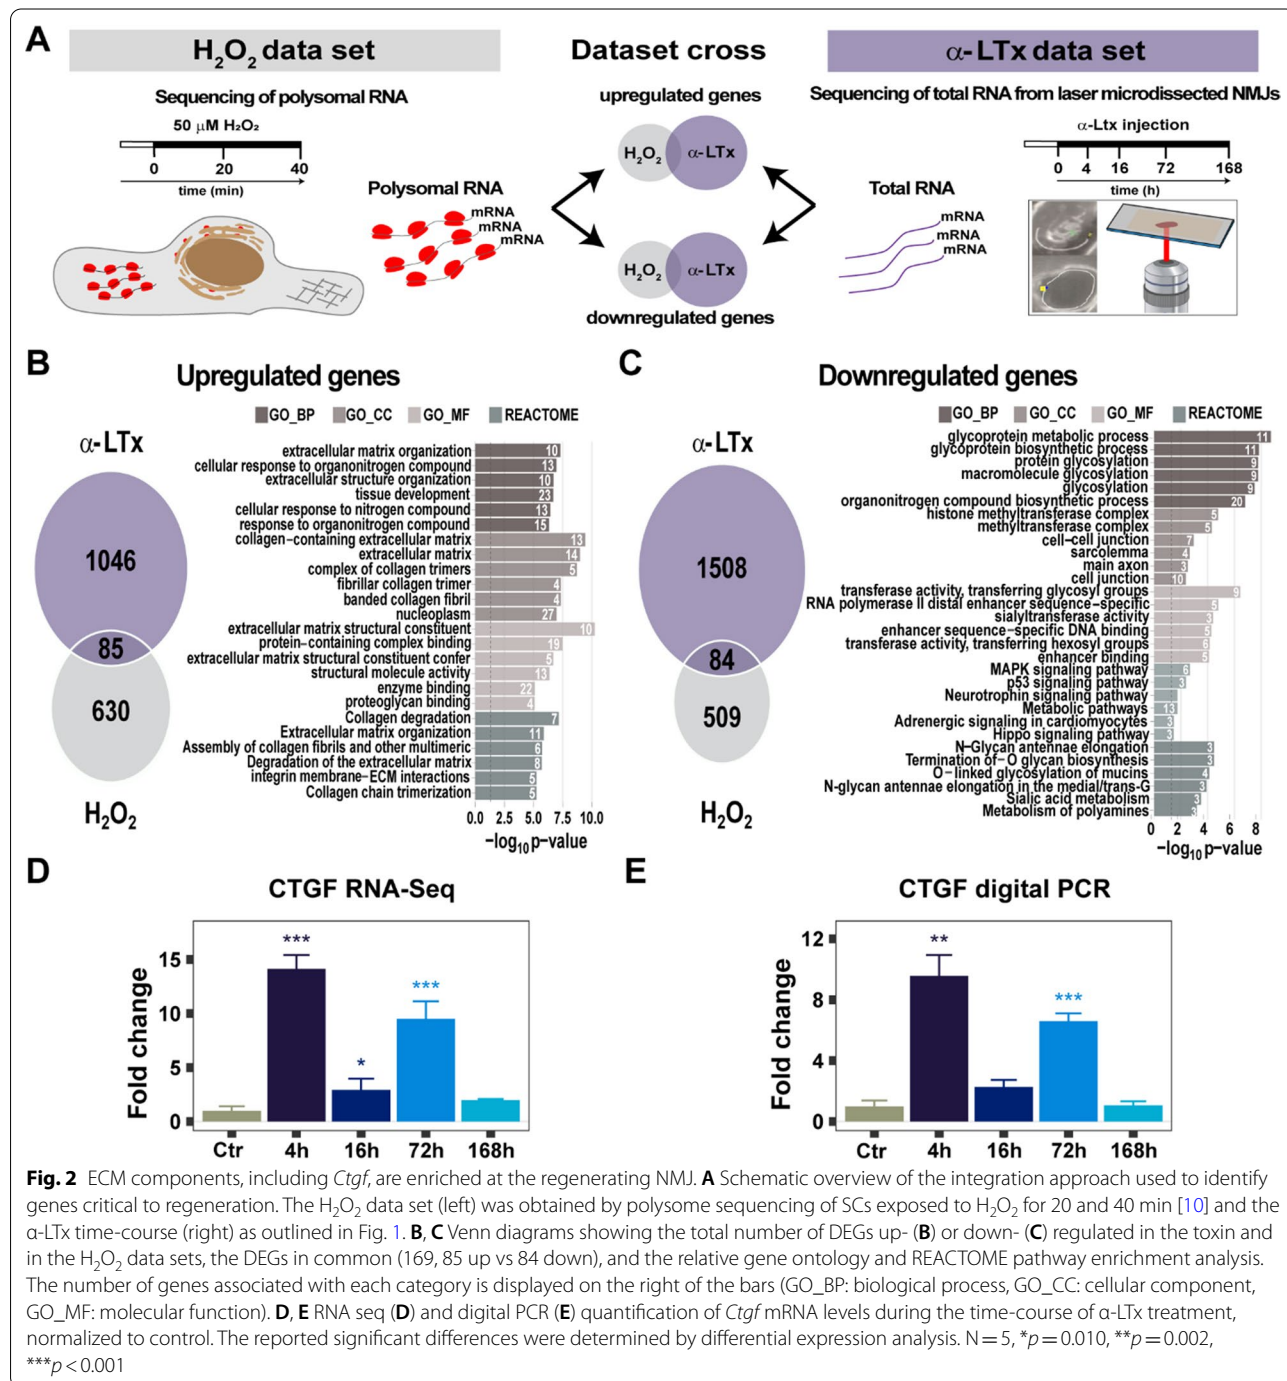 A
H₂O₂ data set
Dataset cross
α-LTx data set
Sequencing of polysomal RNA
upregulated genes
Sequencing of total RNA from laser microdissected NMJs
50 μM H₂O₂
0 20 40
time (min)
Polysomal RNA
mRNA
mRNA
mRNA
H₂O₂ α-LTx
H₂O₂ α-LTx
downregulated genes
Total RNA
mRNA
mRNA
mRNA
α-Ltx injection
0 4 16 72 168
time (h)
B
Upregulated genes
GO_BP GO_CC GO_MF REACTOME
α-LTx
1046
85
630
H₂O₂
extracellular matrix organization 10
cellular response to organonitrogen compound 13
extracellular structure organization 10
tissue development 23
cellular response to nitrogen compound 13
response to organonitrogen compound 15
collagen-containing extracellular matrix 13
extracellular matrix 14
complex of collagen trimers 5
fibrillar collagen trimer 4
banded collagen fibril 4
nucleoplasm 27
extracellular matrix structural constituent 10
protein-containing complex binding 19
extracellular matrix structural constituent confer 5
structural molecule activity 13
enzyme binding 22
proteoglycan binding 4
Collagen degradation 7
Extracellular matrix organization 11
Assembly of collagen fibrils and other multimeric 6
Degradation of the extracellular matrix 8
integrin membrane-ECM interactions 5
Collagen chain trimerization 5
0.0 2.5 5.0 7.5 10.0
-log₁₀ p-value
C
Downregulated genes
GO_BP GO_CC GO_MF REACTOME
α-LTx
1508
84
509
H₂O₂
glycoprotein metabolic process 11
glycoprotein biosynthetic process 11
protein glycosylation 9
macromolecule glycosylation 9
glycosylation 9
organonitrogen compound biosynthetic process 20
histone methyltransferase complex 5
methyltransferase complex 5
cell-cell junction 7
sarcolemma 4
main axon 3
cell junction 10
transferase activity, transferring glycosyl groups 9
RNA polymerase II distal enhancer sequence-specific 5
sialyltransferase activity 3
enhancer sequence-specific DNA binding 5
transferase activity, transferring hexosyl groups 6
enhancer binding 5
MAPK signaling pathway 6
p53 signaling pathway 3
Neurotrophin signaling pathway
Metabolic pathways 13
Adrenergic signaling in cardiomyocytes 3
Hippo signaling pathway 3
N-Glycan antennae elongation 3
Termination of-O glycan biosynthesis 3
O-linked glycosylation of mucins 4
N-glycan antennae elongation in the medial/trans-G 3
Sialic acid metabolism 3
Metabolism of polyamines 3
0 2 4 6 8
-log₁₀ p-value
D
CTGF RNA-Seq
Fold change
15
10
5
0
***
*
***
Ctr 4h 16h 72h 168h
E
CTGF digital PCR
Fold change
12
8
4
0
**
***
Ctr 4h 16h 72h 168h
Fig. 2 ECM components, including Ctgf, are enriched at the regenerating NMJ. A Schematic overview of the integration approach used to identify
genes critical to regeneration. The H₂O₂ data set (left) was obtained by polysome sequencing of SCs exposed to H₂O₂ for 20 and 40 min [10] and the
α-LTx time-course (right) as outlined in Fig. 1. B, C Venn diagrams showing the total number of DEGs up- (B) or down- (C) regulated in the toxin and
in the H₂O₂ data sets, the DEGs in common (169, 85 up vs 84 down), and the relative gene ontology and REACTOME pathway enrichment analysis.
The number of genes associated with each category is displayed on the right of the bars (GO_BP: biological process, GO_CC: cellular component,
GO_MF: molecular function). D, E RNA seq (D) and digital PCR (E) quantification of Ctgf mRNA levels during the time-course of α-LTx treatment,
normalized to control. The reported significant differences were determined by differential expression analysis. N = 5, *p = 0.010, **p = 0.002,
***p < 0.001